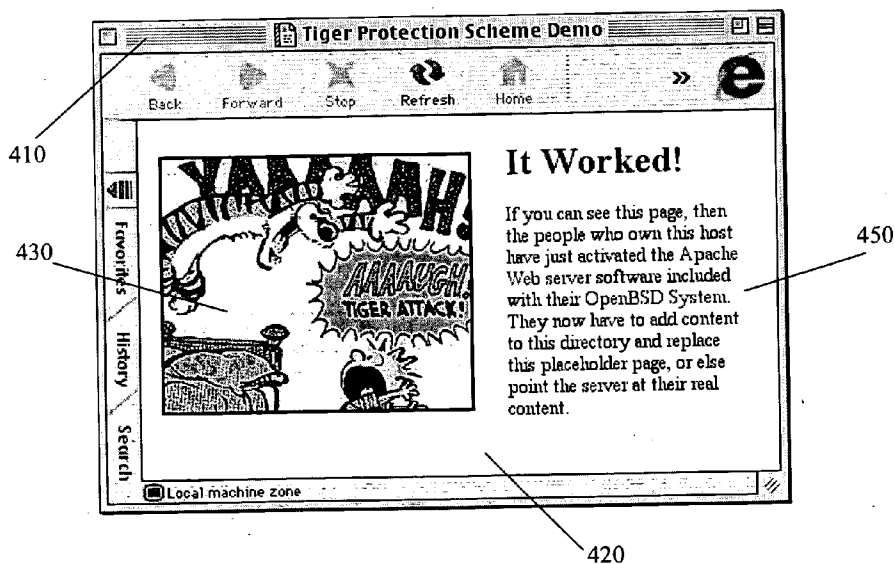 Tiger Protection Scheme Demo
Back Forward Stop Refresh Home »
410
YAAAAAH!
It Worked!
AAAAUGH!
TIGER ATTACK!
If you can see this page, then
the people who own this host
have just activated the Apache
Web server software included
with their OpenBSD System.
They now have to add content
to this directory and replace
this placeholder page, or else
point the server at their real
content.
450
430
Favorites
History
Search
Local machine zone
420